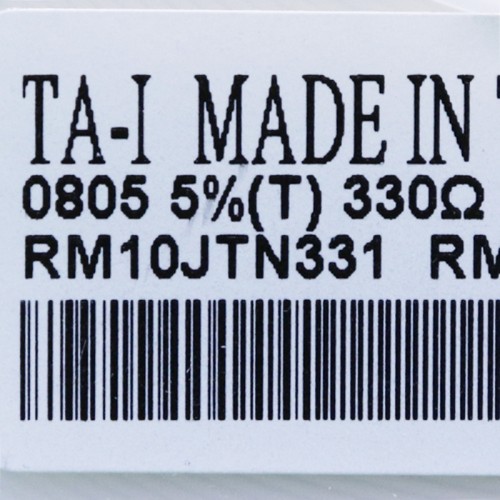 TA-I MADE IN
0805 5%(T) 330Ω
RM10JTN331 RM